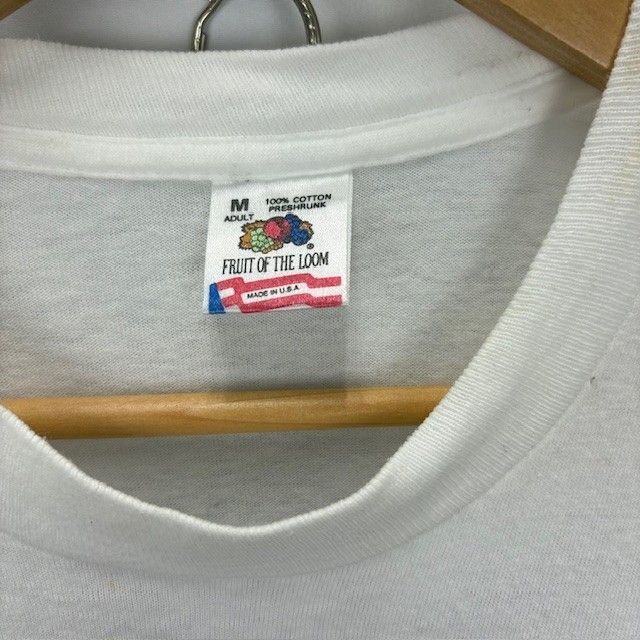 M
ADULT
100% COTTON
PRESHRUNK
®
FRUIT OF THE LOOM
MADE IN U.S.A.